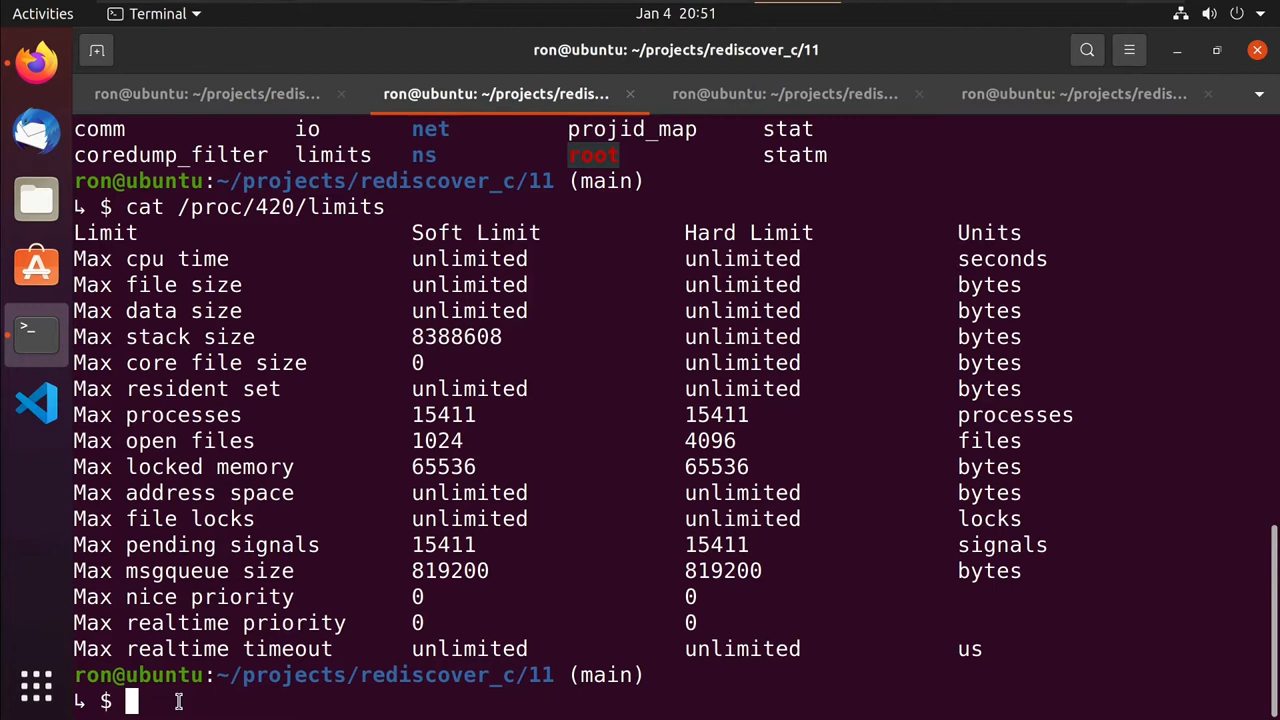 Activities Terminal Jan 4 20:51
ron@ubuntu: ~/projects/rediscover_c/11
ron@ubuntu: ~/projects/redis... ron@ubuntu: ~/projects/redis... ron@ubuntu: ~/projects/redis... ron@ubuntu: ~/projects/redis...
comm io net projid_map stat
coredump_filter limits ns root statm
ron@ubuntu:~/projects/rediscover_c/11 (main)
↳ $ cat /proc/420/limits
Limit Soft Limit Hard Limit Units
Max cpu time unlimited unlimited seconds
Max file size unlimited unlimited bytes
Max data size unlimited unlimited bytes
Max stack size 8388608 unlimited bytes
Max core file size 0 unlimited bytes
Max resident set unlimited unlimited bytes
Max processes 15411 15411 processes
Max open files 1024 4096 files
Max locked memory 65536 65536 bytes
Max address space unlimited unlimited bytes
Max file locks unlimited unlimited locks
Max pending signals 15411 15411 signals
Max msgqueue size 819200 819200 bytes
Max nice priority 0 0
Max realtime priority 0 0
Max realtime timeout unlimited unlimited us
ron@ubuntu:~/projects/rediscover_c/11 (main)
↳ $